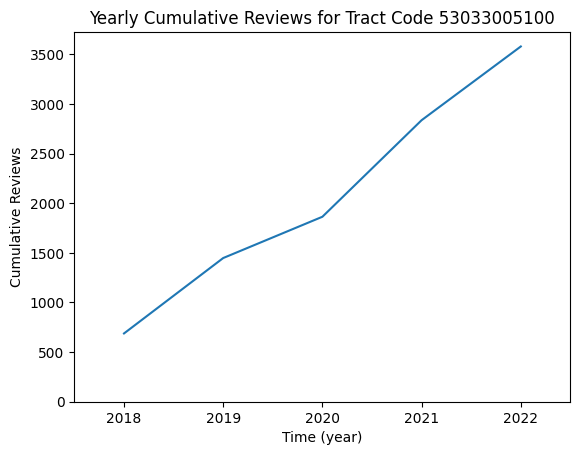 Yearly Cumulative Reviews for Tract Code 53033005100
Cumulative Reviews
3500
3000
2500
2000
1500
1000
500
0
2018 2019 2020 2021 2022
Time (year)